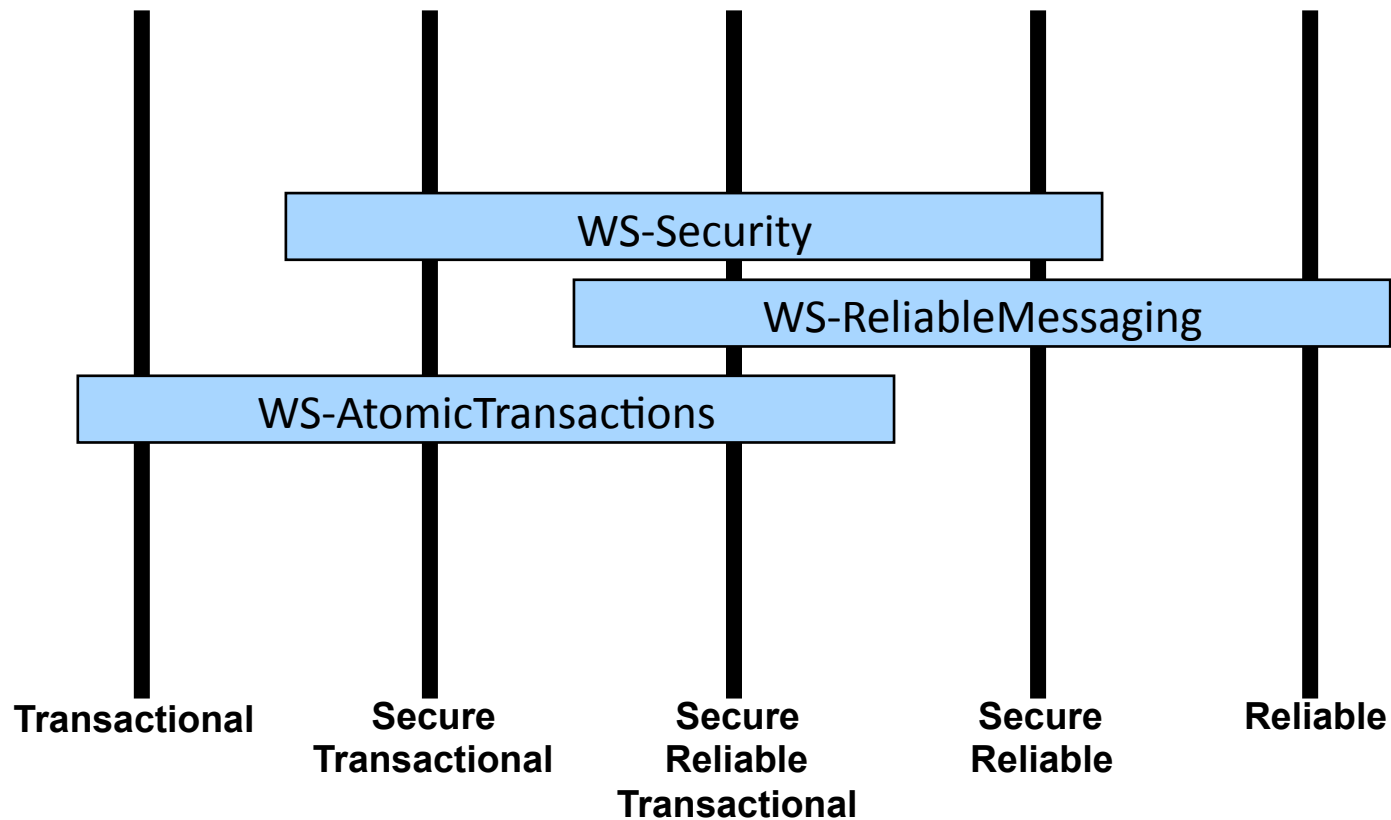 WS-Security
WS-ReliableMessaging
WS-AtomicTransactions
Transactional
Secure
Transactional
Secure
Reliable
Transactional
Secure
Reliable
Reliable